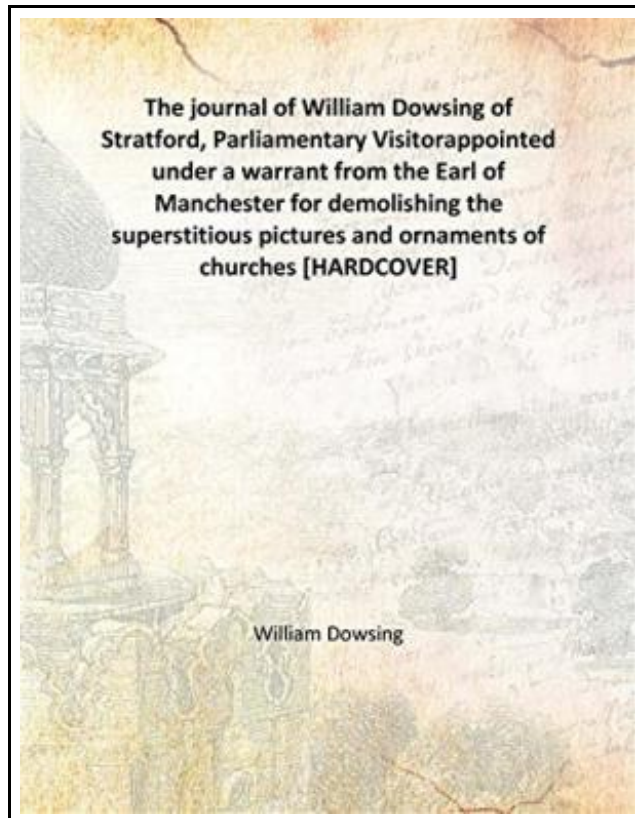 The journal of William Dowsing of
Stratford, Parliamentary Visitorappointed
under a warrant from the Earl of
Manchester for demolishing the
superstitious pictures and ornaments of
churches [HARDCOVER]
William Dowsing